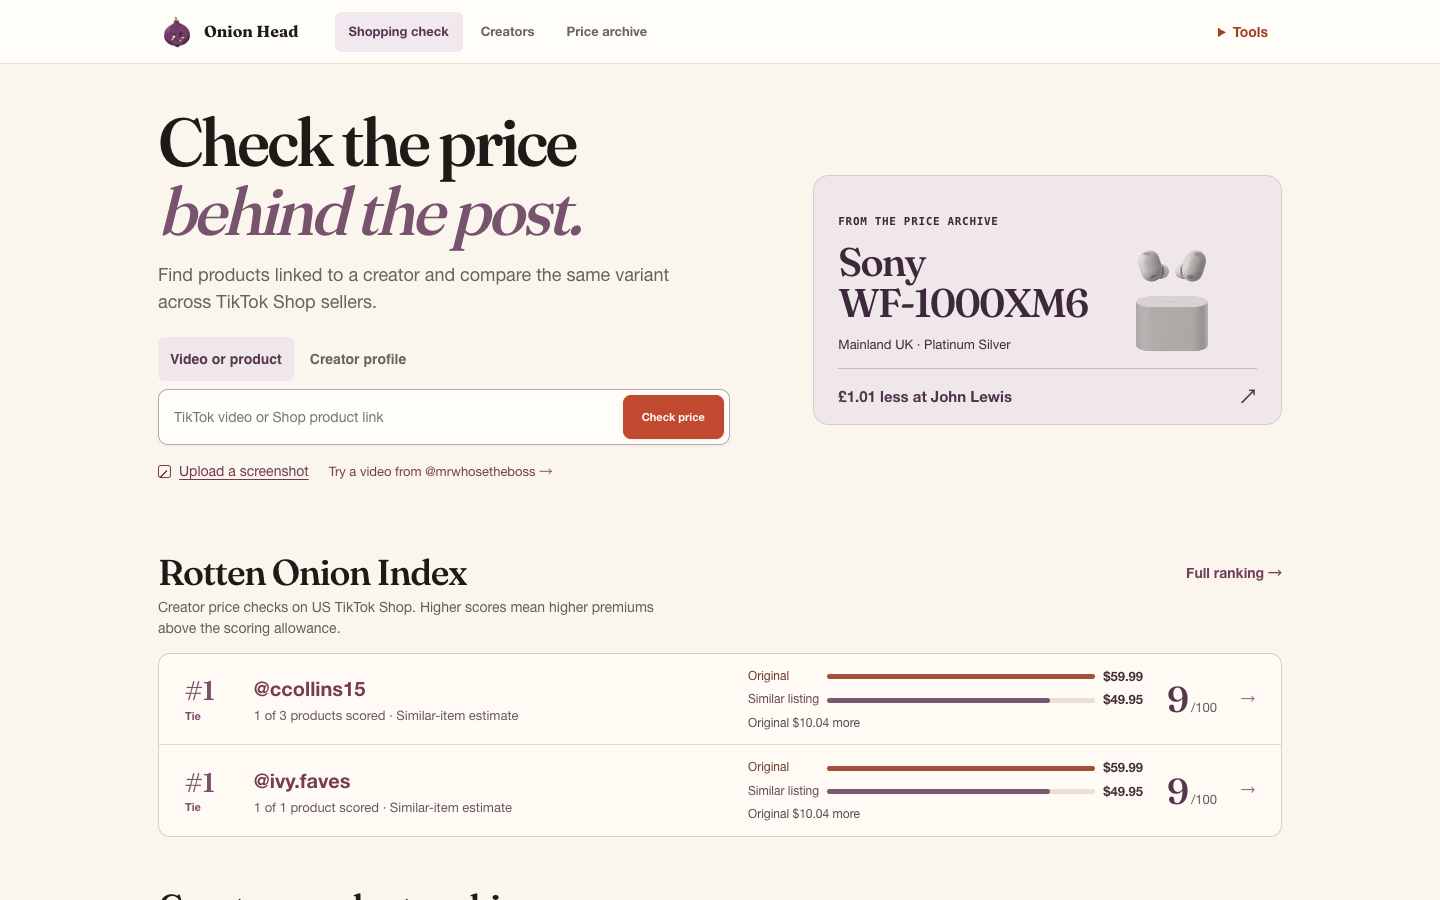 Onion Head
Shopping check
Creators
Price archive
Tools
Check the price
behind the post.
Find products linked to a creator and compare the same variant
across TikTok Shop sellers.
Video or product
Creator profile
TikTok video or Shop product link
Check price
Upload a screenshot
Try a video from @mrwhosetheboss →
FROM THE PRICE ARCHIVE
Sony
WF-1000XM6
Mainland UK · Platinum Silver
£1.01 less at John Lewis
Rotten Onion Index
Full ranking →
Creator price checks on US TikTok Shop. Higher scores mean higher premiums
above the scoring allowance.
#1
Tie
@ccollins15
1 of 3 products scored · Similar-item estimate
Original $59.99
Similar listing $49.95
Original $10.04 more
9/100
→
#1
Tie
@ivy.faves
1 of 1 product scored · Similar-item estimate
Original $59.99
Similar listing $49.95
Original $10.04 more
9/100
→